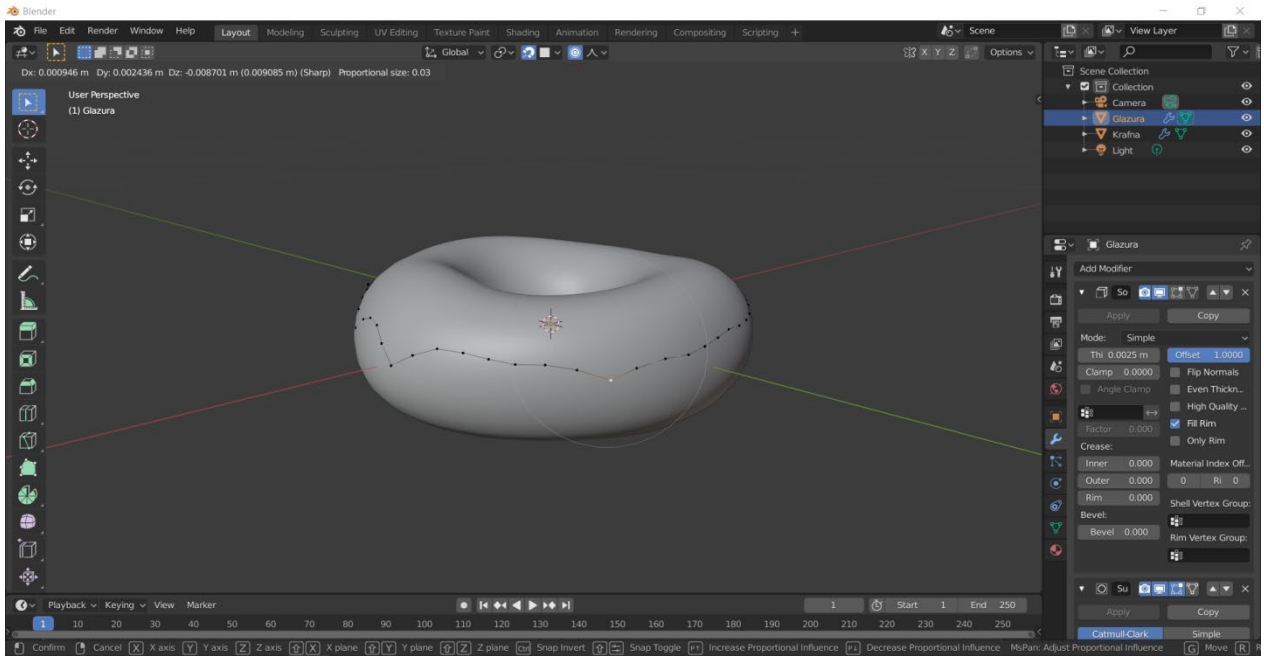 Blender
File Edit Render Window Help Layout Modeling Sculpting UV Editing Texture Paint Shading Animation Rendering Compositing Scripting + Scene View Layer
Global X Y Z Options
Dx: 0.000946 m Dy: 0.002436 m Dz: -0.008701 m (0.009085 m) (Sharp) Proportional size: 0.03
User Perspective
(1) Glazura
Scene Collection
Collection
Camera
Glazura
Krafna
Light
Glazura
Add Modifier
So
Apply Copy
Mode: Simple
Thi 0.0025 m Offset 1.0000
Clamp 0.0000 Flip Normals
Angle Clamp Even Thickn...
High Quality ...
Factor 0.000 Fill Rim
Crease: Only Rim
Inner 0.000 Material Index Off...
Outer 0.000 0 Ri 0
Rim 0.000 Shell Vertex Group:
Bevel:
Bevel 0.000 Rim Vertex Group:
Su
Apply Copy
Catmull-Clark Simple
Playback Keying View Marker 1 Start 1 End 250
1 10 20 30 40 50 60 70 80 90 100 110 120 130 140 150 160 170 180 190 200 210 220 230 240 250
Confirm Cancel X X axis Y Y axis Z Z axis X X plane Y Y plane Z Z plane Ctrl Snap Invert Snap Toggle Increase Proportional Influence Decrease Proportional Influence MsPan: Adjust Proportional Influence G Move R R